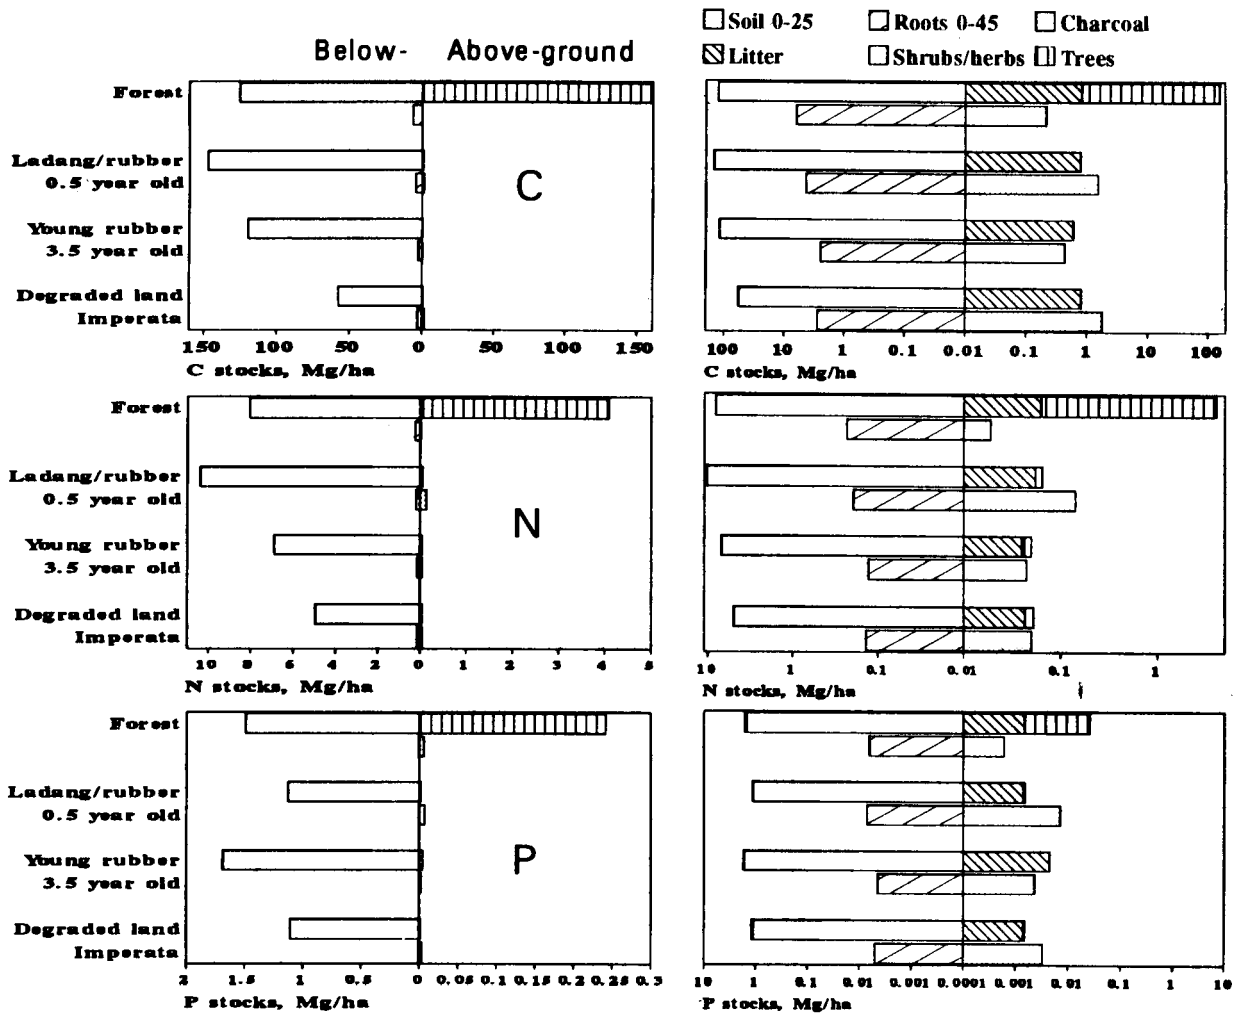 Soil 0-25 Roots 0-45 Charcoal
Below- Above-ground
Litter Shrubs/herbs Trees
Forest
Ladang/rubber
0.5 year old
C
Young rubber
3.5 year old
Degraded land
Imperata
150 100 50 0 50 100 150
100 10 1 0.1 0.01 0.1 1 10 100
C stocks, Mg/ha
C stocks, Mg/ha
Forest
Ladang/rubber
0.5 year old
N
Young rubber
3.5 year old
Degraded land
Imperata
10 8 6 4 2 0 1 2 3 4 5
10 1 0.1 0.01 0.1 1
N stocks, Mg/ha
N stocks, Mg/ha
Forest
Ladang/rubber
0.5 year old
P
Young rubber
3.5 year old
Degraded land
Imperata
2 1.5 1 0.5 0 0.05 0.1 0.15 0.2 0.25 0.3
10 1 0.1 0.01 0.001 0.0001 0.001 0.01 0.1 1 10
P stocks, Mg/ha
P stocks, Mg/ha